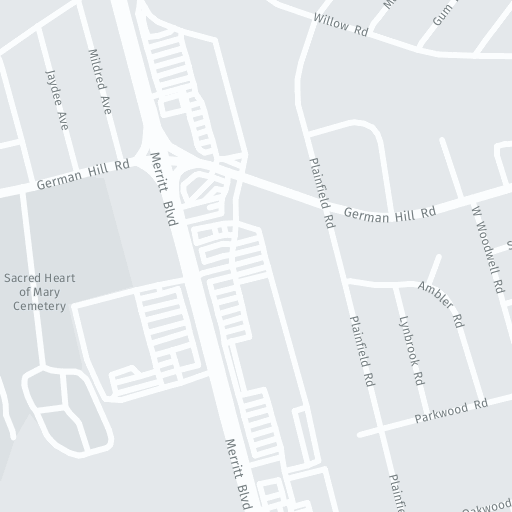 Willow Rd
Gum
Mildred Ave
Jaydee Ave
German Hill Rd
Merritt Blvd
Plainfield Rd
German Hill Rd
W Woodwell Rd
Sacred Heart
of Mary
Cemetery
Ambler Rd
Lynbrook Rd
Plainfield Rd
Parkwood Rd
Merritt Blvd
Plainfi
Oakwood